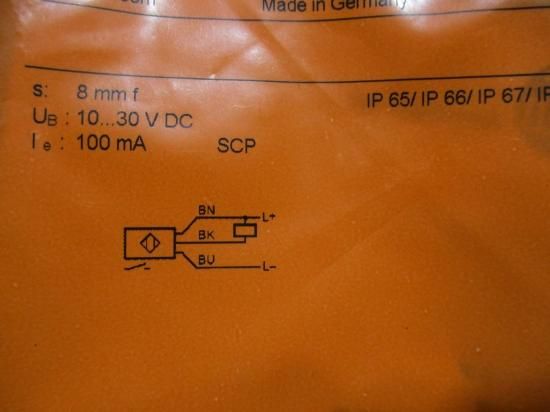 .com Made in Germany
s: 8 mm f IP 65/ IP 66/ IP 67/
UB : 10...30 V DC
Ie : 100 mA SCP
BN L+
BK
BU L-